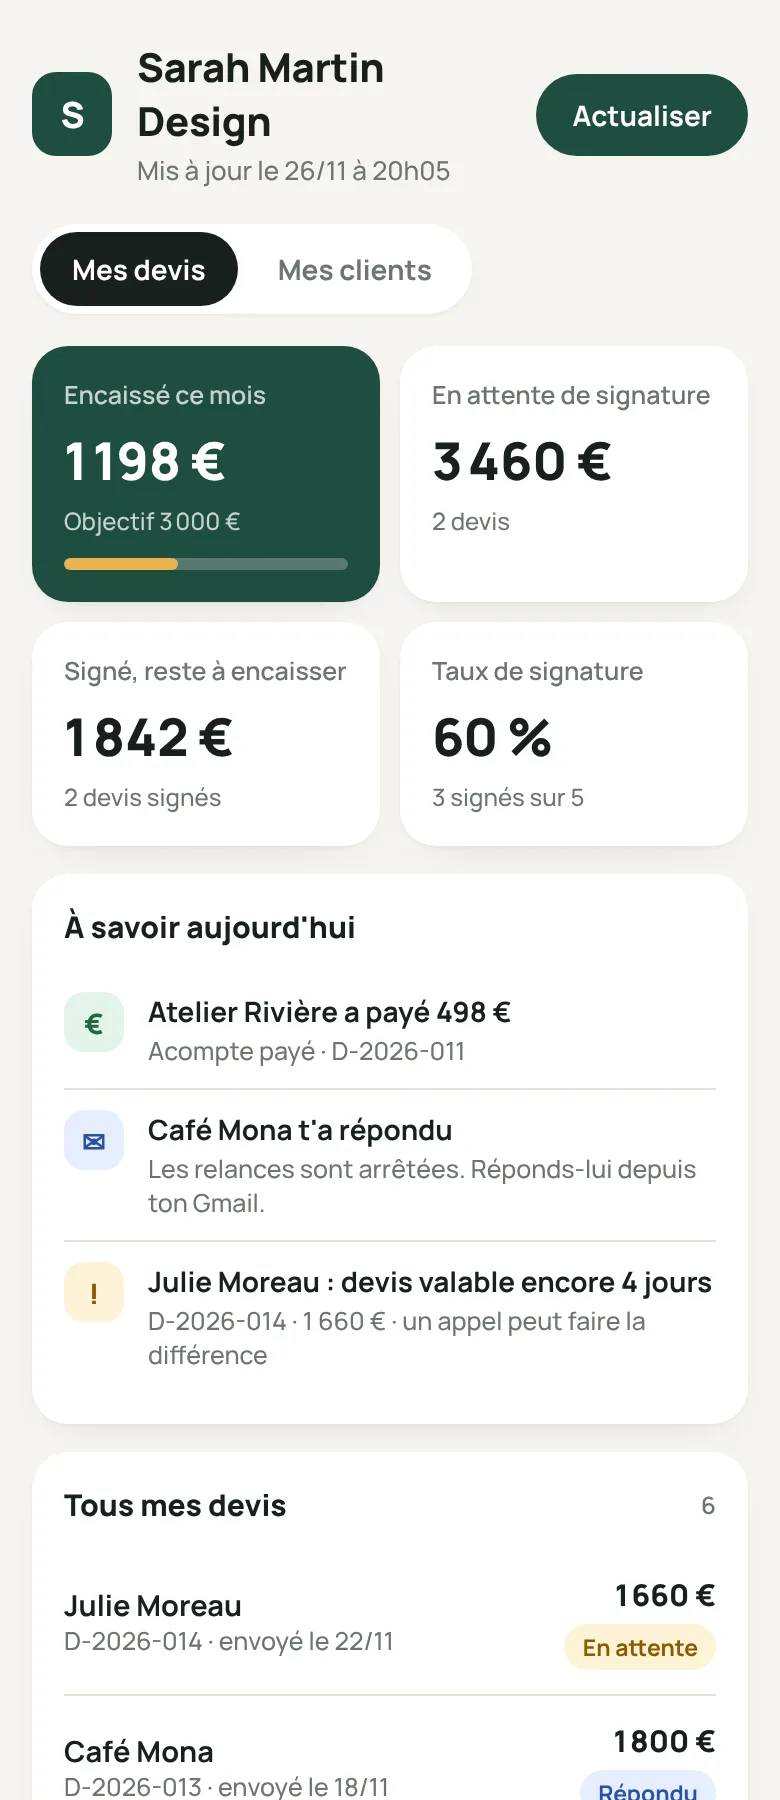 S
Sarah Martin
Design
Mis à jour le 26/11 à 20h05
Actualiser
Mes devis
Mes clients
Encaissé ce mois
1 198 €
Objectif 3 000 €
En attente de signature
3 460 €
2 devis
Signé, reste à encaisser
1 842 €
2 devis signés
Taux de signature
60 %
3 signés sur 5
À savoir aujourd'hui
€
Atelier Rivière a payé 498 €
Acompte payé · D-2026-011
✉
Café Mona t'a répondu
Les relances sont arrêtées. Réponds-lui depuis
ton Gmail.
!
Julie Moreau : devis valable encore 4 jours
D-2026-014 · 1 660 € · un appel peut faire la
différence
Tous mes devis
6
Julie Moreau
D-2026-014 · envoyé le 22/11
1 660 €
En attente
Café Mona
D-2026-013 · envoyé le 18/11
1 800 €
Répondu